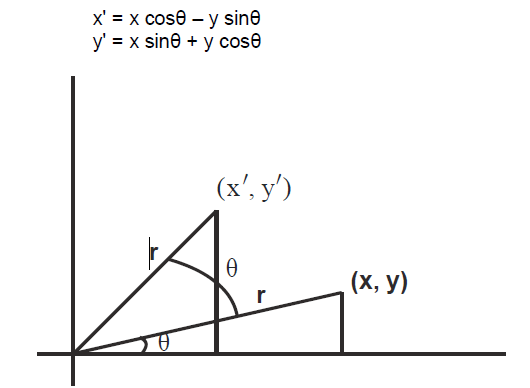 x' = x cosθ – y sinθ
y' = x sinθ + y cosθ
(x′, y′)
r
θ
r
(x, y)
θ